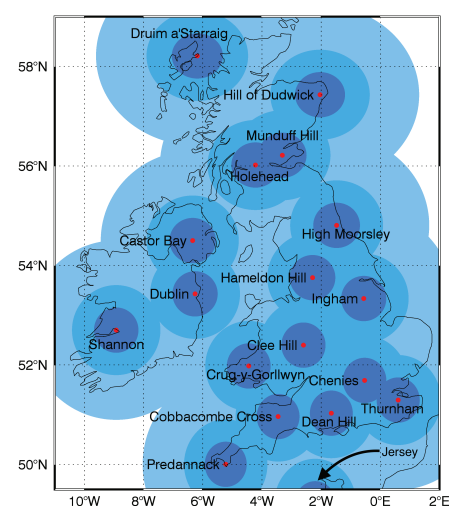 Druim a'Starraig
58°N
Hill of Dudwick
Munduff Hill
56°N
Holehead
High Moorsley
Castor Bay
54°N
Hameldon Hill
Dublin
Ingham
Shannon
Clee Hill
52°N
Crug-y-Gorllwyn
Chenies
Thurnham
Cobbacombe Cross
Dean Hill
Jersey
Predannack
50°N
10°W
8°W
6°W
4°W
2°W
0°E
2°E